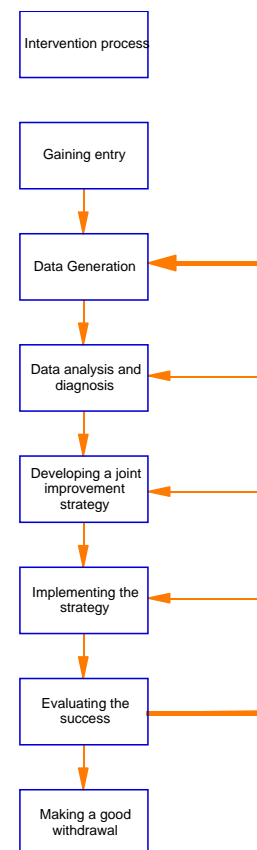 Intervention process
Gaining entry
Data Generation
Data analysis and
diagnosis
Developing a joint
improvement
strategy
Implementing the
strategy
Evaluating the
success
Making a good
withdrawal